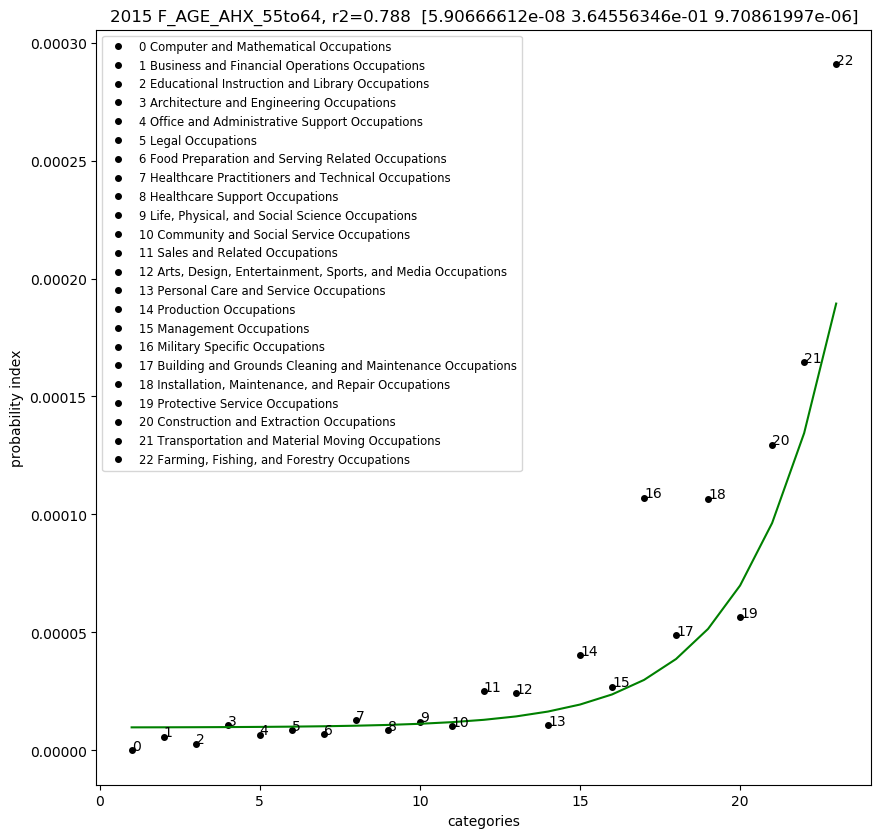 2015 F_AGE_AHX_55to64, r2=0.788 [5.90666612e-08 3.64556346e-01 9.70861997e-06]
0 Computer and Mathematical Occupations
1 Business and Financial Operations Occupations
2 Educational Instruction and Library Occupations
3 Architecture and Engineering Occupations
4 Office and Administrative Support Occupations
5 Legal Occupations
6 Food Preparation and Serving Related Occupations
7 Healthcare Practitioners and Technical Occupations
8 Healthcare Support Occupations
9 Life, Physical, and Social Science Occupations
10 Community and Social Service Occupations
11 Sales and Related Occupations
12 Arts, Design, Entertainment, Sports, and Media Occupations
13 Personal Care and Service Occupations
14 Production Occupations
15 Management Occupations
16 Military Specific Occupations
17 Building and Grounds Cleaning and Maintenance Occupations
18 Installation, Maintenance, and Repair Occupations
19 Protective Service Occupations
20 Construction and Extraction Occupations
21 Transportation and Material Moving Occupations
22 Farming, Fishing, and Forestry Occupations
0.00030
0.00025
0.00020
0.00015
0.00010
0.00005
0.00000
probability index
0
1
2
3
4
5
6
7
8
9
10
11
12
13
14
15
16
17
18
19
20
21
22
0
5
10
15
20
categories